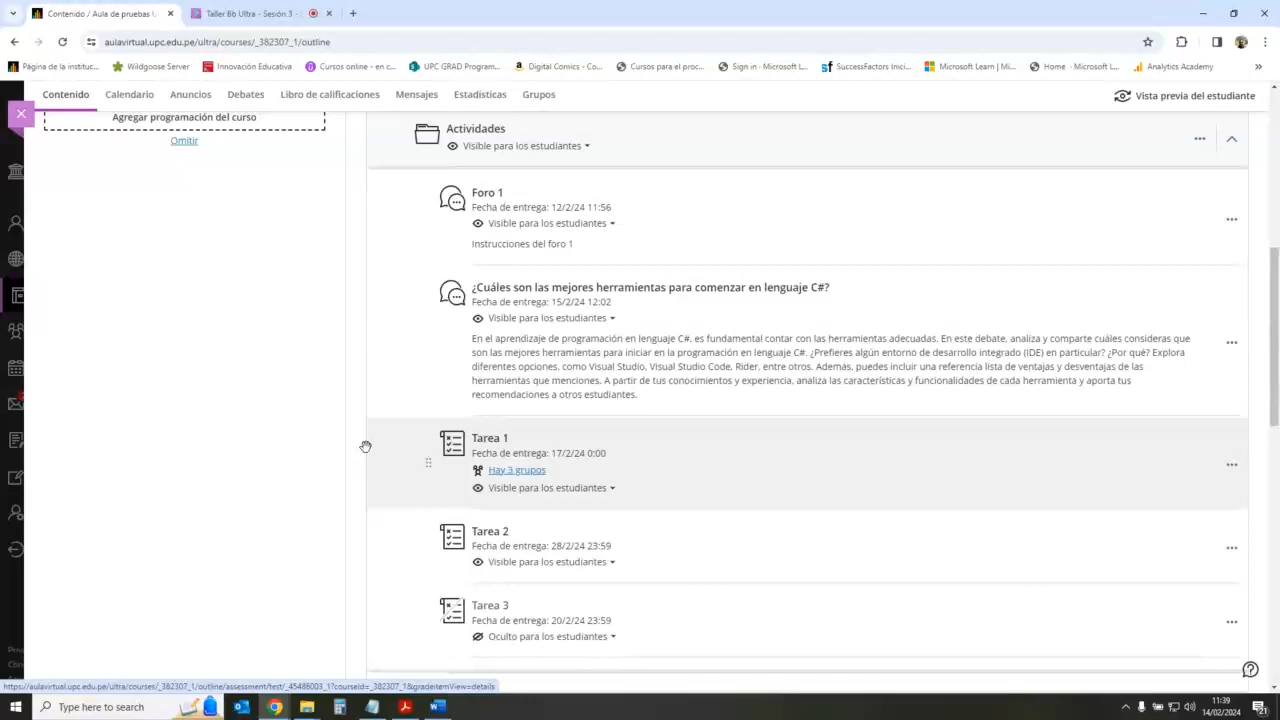 Contenido / Aula de pruebas
Taller Bb Ultra - Sesión 3 -
aulavirtual.upc.edu.pe/ultra/courses/_382307_1/outline
Página de la instituc...
Wildgoose Server
Innovación Educativa
Cursos online - en c...
UPC GRAD Program...
Digital Comics - Co...
Cursos para el proc...
Sign in · Microsoft L...
SuccessFactors Inici...
Microsoft Learn | Mi...
Home · Microsoft L...
Analytics Academy
Contenido
Calendario
Anuncios
Debates
Libro de calificaciones
Mensajes
Estadísticas
Grupos
Vista previa del estudiante
Agregar programación del curso
Omitir
Actividades
Visible para los estudiantes
Foro 1
Fecha de entrega: 12/2/24 11:56
Visible para los estudiantes
Instrucciones del foro 1
¿Cuáles son las mejores herramientas para comenzar en lenguaje C#?
Fecha de entrega: 15/2/24 12:02
Visible para los estudiantes
En el aprendizaje de programación en lenguaje C#, es fundamental contar con las herramientas adecuadas. En este debate, analiza y comparte cuáles consideras que
son las mejores herramientas para iniciar en la programación en lenguaje C#. ¿Prefieres algún entorno de desarrollo integrado (IDE) en particular? ¿Por qué? Explora
diferentes opciones, como Visual Studio, Visual Studio Code, Rider, entre otros. Además, puedes incluir una referencia lista de ventajas y desventajas de las
herramientas que menciones. A partir de tus conocimientos y experiencia, analiza las características y funcionalidades de cada herramienta y aporta tus
recomendaciones a otros estudiantes.
Tarea 1
Fecha de entrega: 17/2/24 0:00
Hay 3 grupos
Visible para los estudiantes
Tarea 2
Fecha de entrega: 28/2/24 23:59
Visible para los estudiantes
Tarea 3
Fecha de entrega: 20/2/24 23:59
Oculto para los estudiantes
https://aulavirtual.upc.edu.pe/ultra/courses/_382307_1/outline/assessment/test/_45486003_1?courseId=_382307_1&gradeitemView=details
Type here to search
11:39
14/02/2024
21